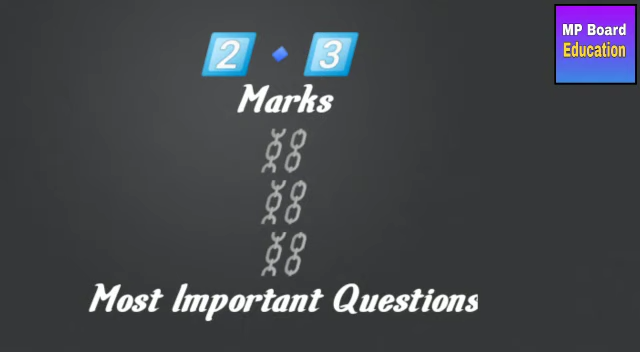 MP Board
Education
2 🔹 3
Marks
Most Important Questions